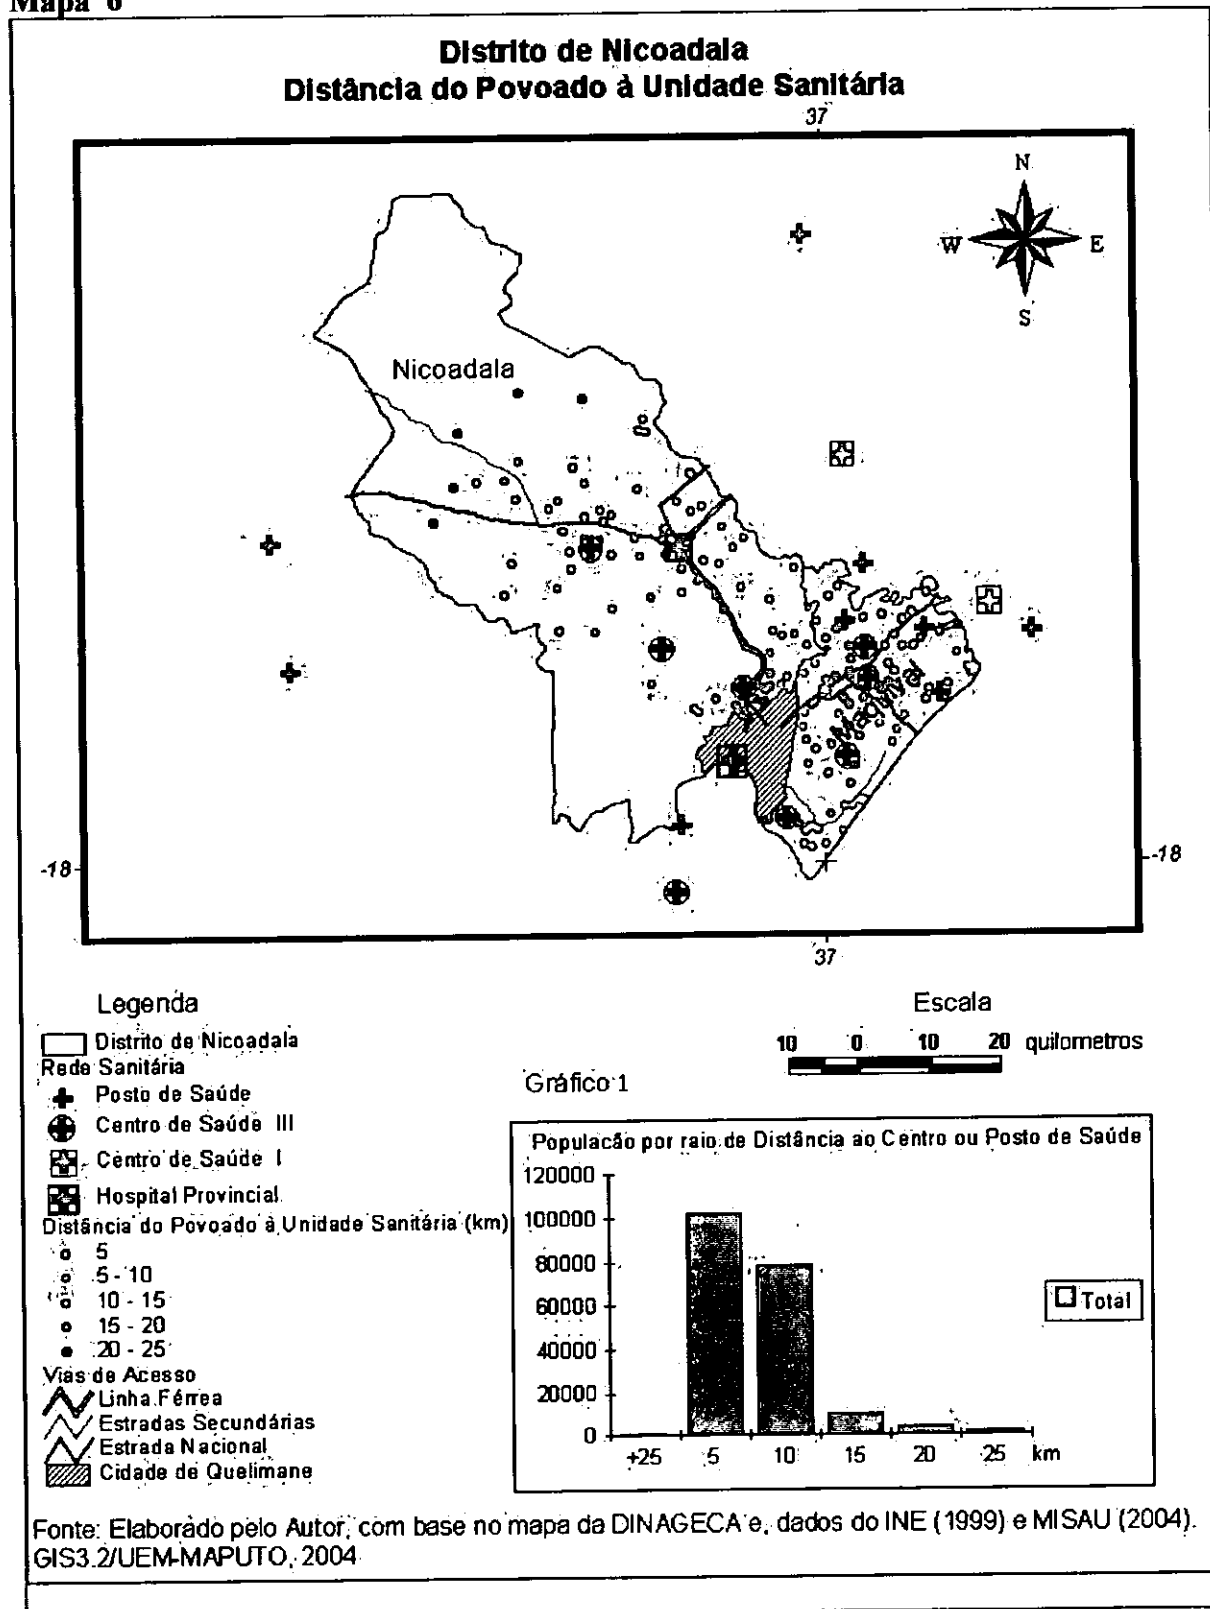 Mapa 6
Distrito de Nicoadala
Distância do Povoado à Unidade Sanitária
37
N
W E
S
Nicoadala
-18 -18
37
Legenda
Distrito de Nicoadala
Rede Sanitária
Posto de Saúde
Centro de Saúde III
Centro de Saúde I
Hospital Provincial
Distância do Povoado à Unidade Sanitária (km)
5
5 - 10
10 - 15
15 - 20
20 - 25
Vias de Acesso
Linha Férrea
Estradas Secundárias
Estrada Nacional
Cidade de Quelimane
Escala
10 0 10 20 quilometros
Gráfico 1
Populacão por raio de Distância ao Centro ou Posto de Saúde
120000
100000
80000
60000
40000
20000
0
+25 5 10 15 20 25 km
Total
Fonte: Elaborado pelo Autor, com base no mapa da DINAGECA e, dados do INE (1999) e MISAU (2004).
GIS3.2/UEM-MAPUTO, 2004